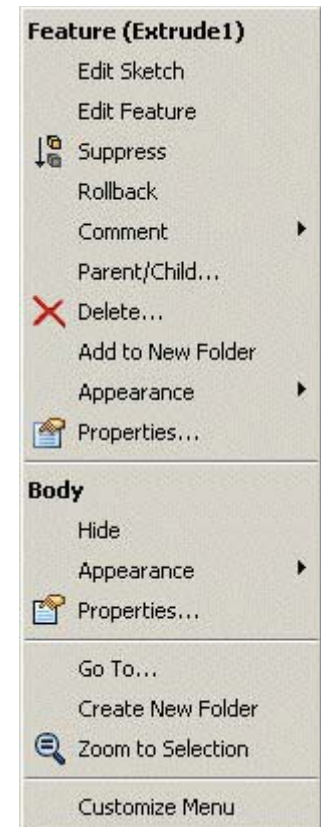 Feature (Extrude1)
Edit Sketch
Edit Feature
Suppress
Rollback
Comment
Parent/Child...
Delete...
Add to New Folder
Appearance
Properties...
Body
Hide
Appearance
Properties...
Go To...
Create New Folder
Zoom to Selection
Customize Menu